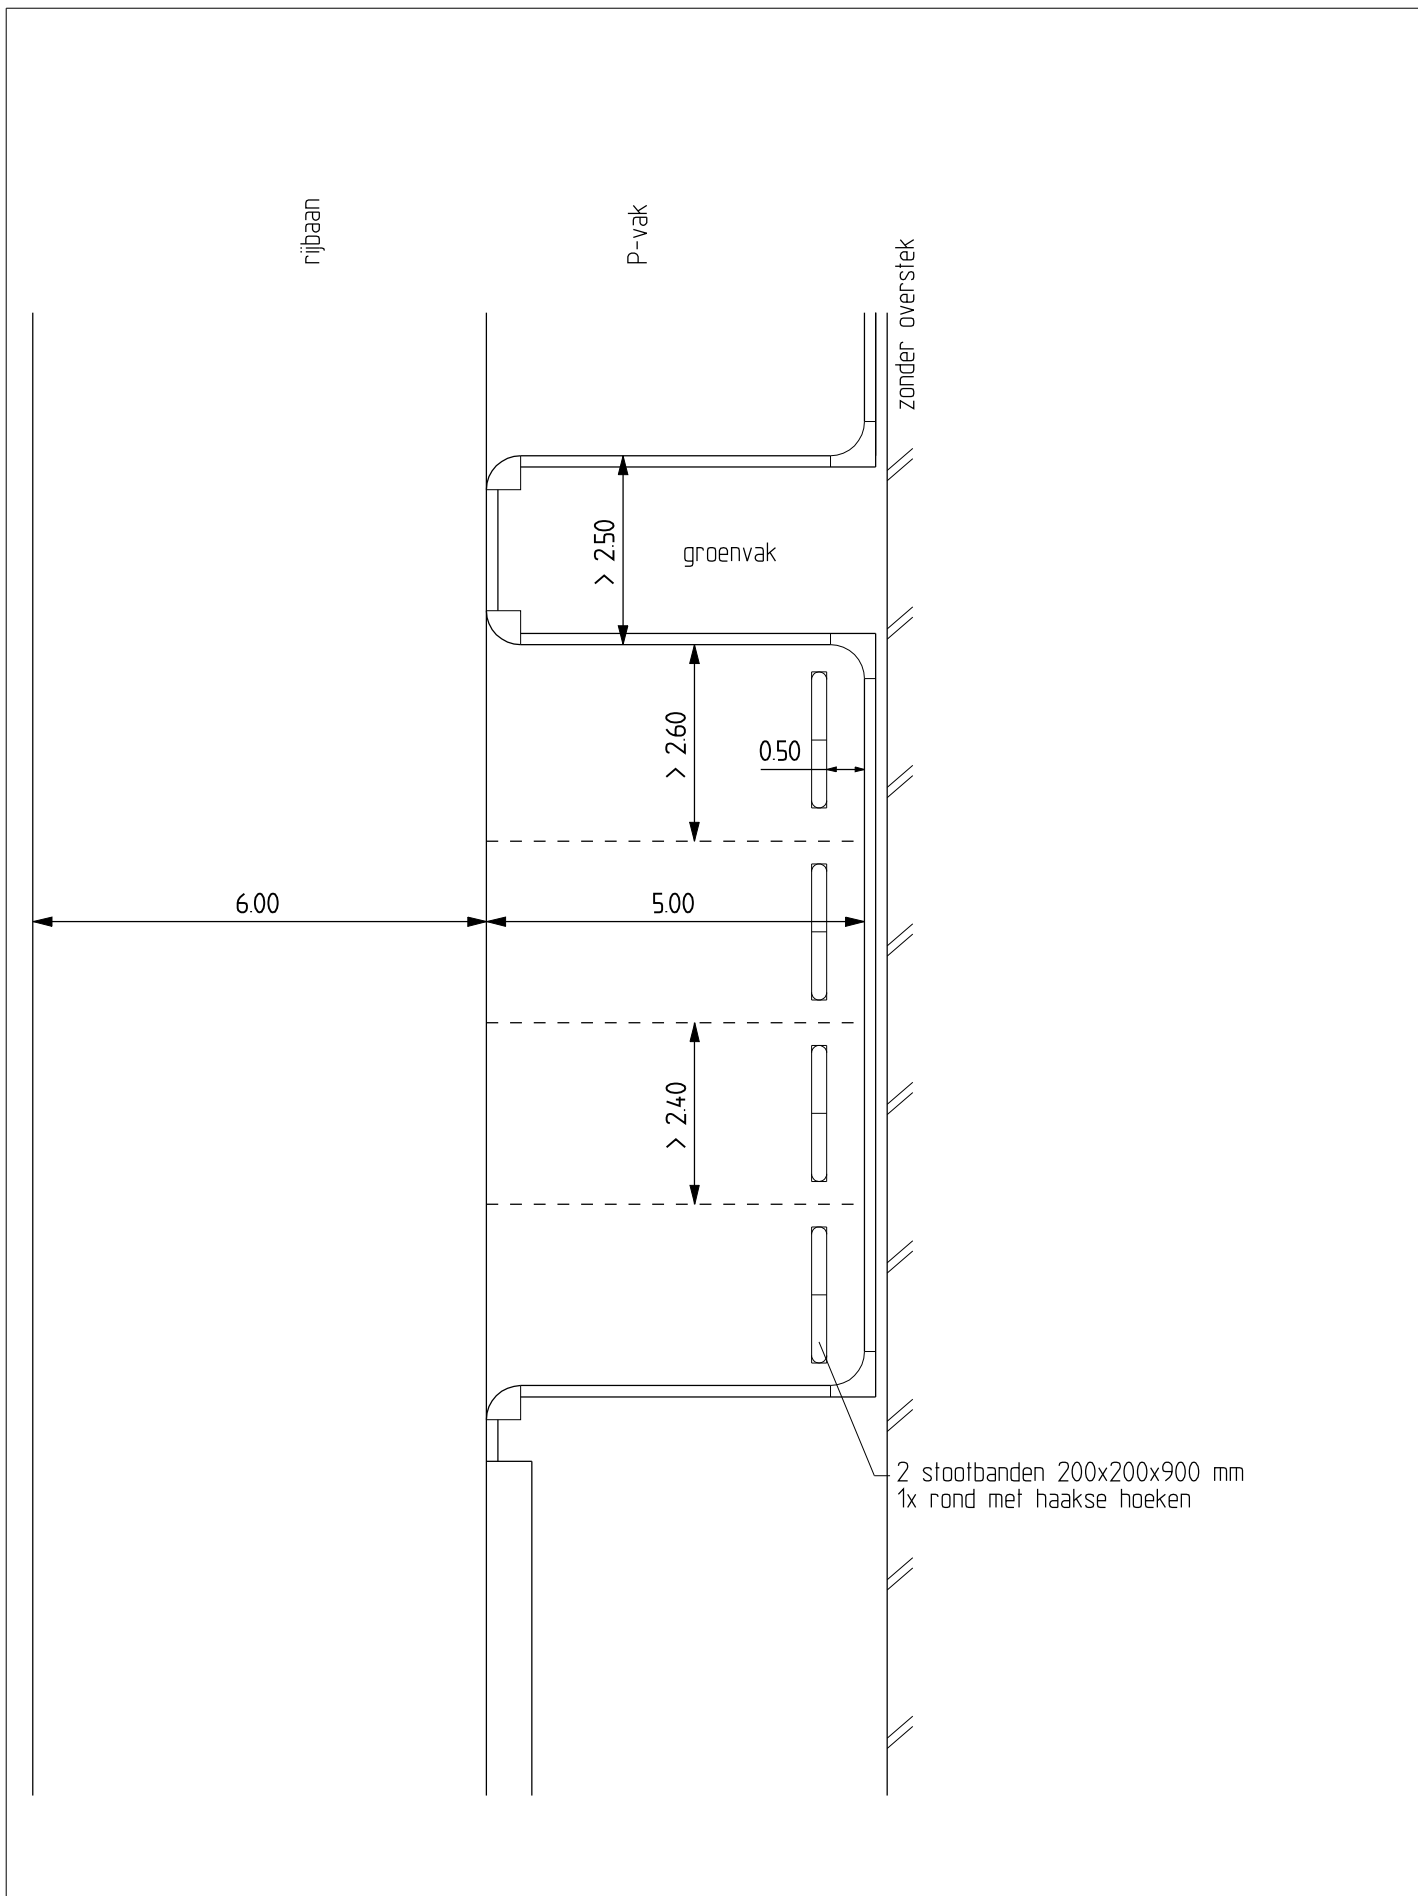 rijbaan
P-vak
zonder overstek
> 2.50
groenvak
> 2.60
0.50
6.00
5.00
> 2.40
2 stootbanden 200x200x900 mm
1x rond met haakse hoeken